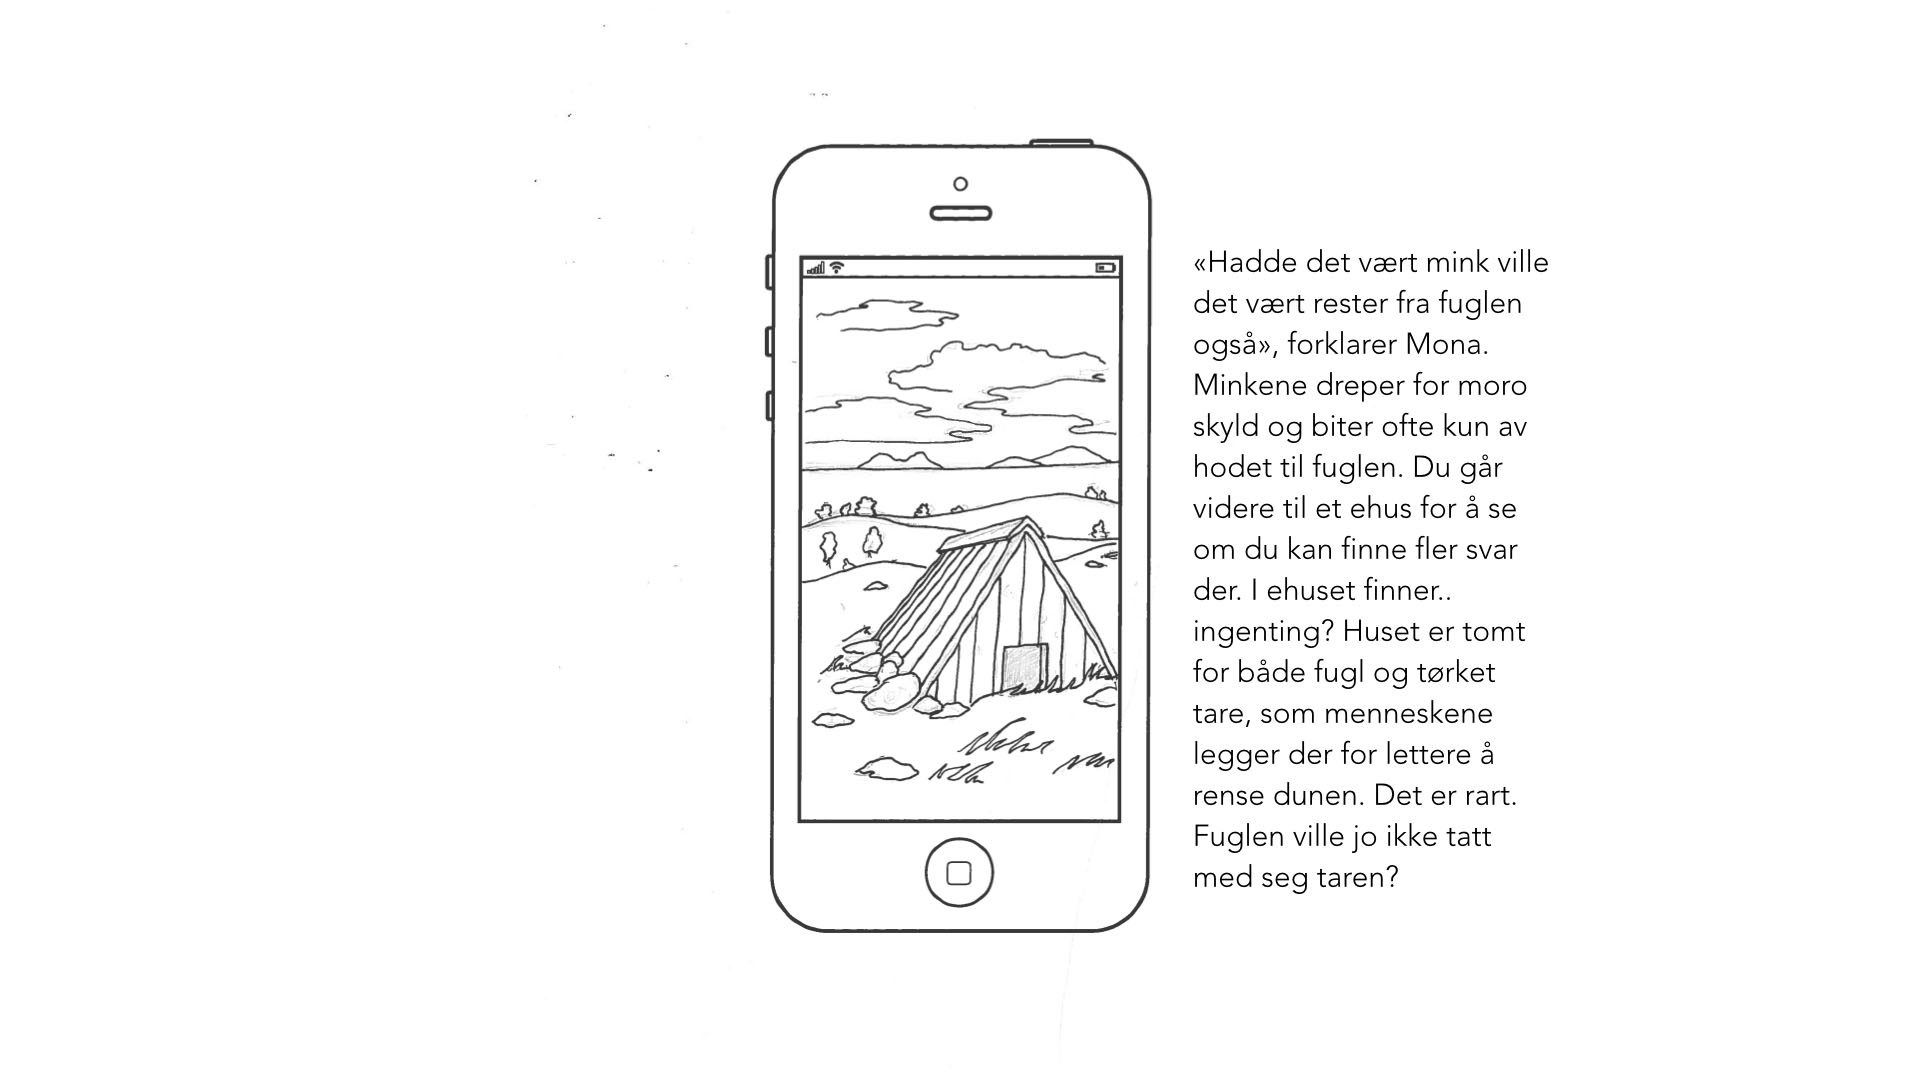 «Hadde det vært mink ville
det vært rester fra fuglen
også», forklarer Mona.
Minkene dreper for moro
skyld og biter ofte kun av
hodet til fuglen. Du går
videre til et ehus for å se
om du kan finne fler svar
der. I ehuset finner..
ingenting? Huset er tomt
for både fugl og tørket
tare, som menneskene
legger der for lettere å
rense dunen. Det er rart.
Fuglen ville jo ikke tatt
med seg taren?